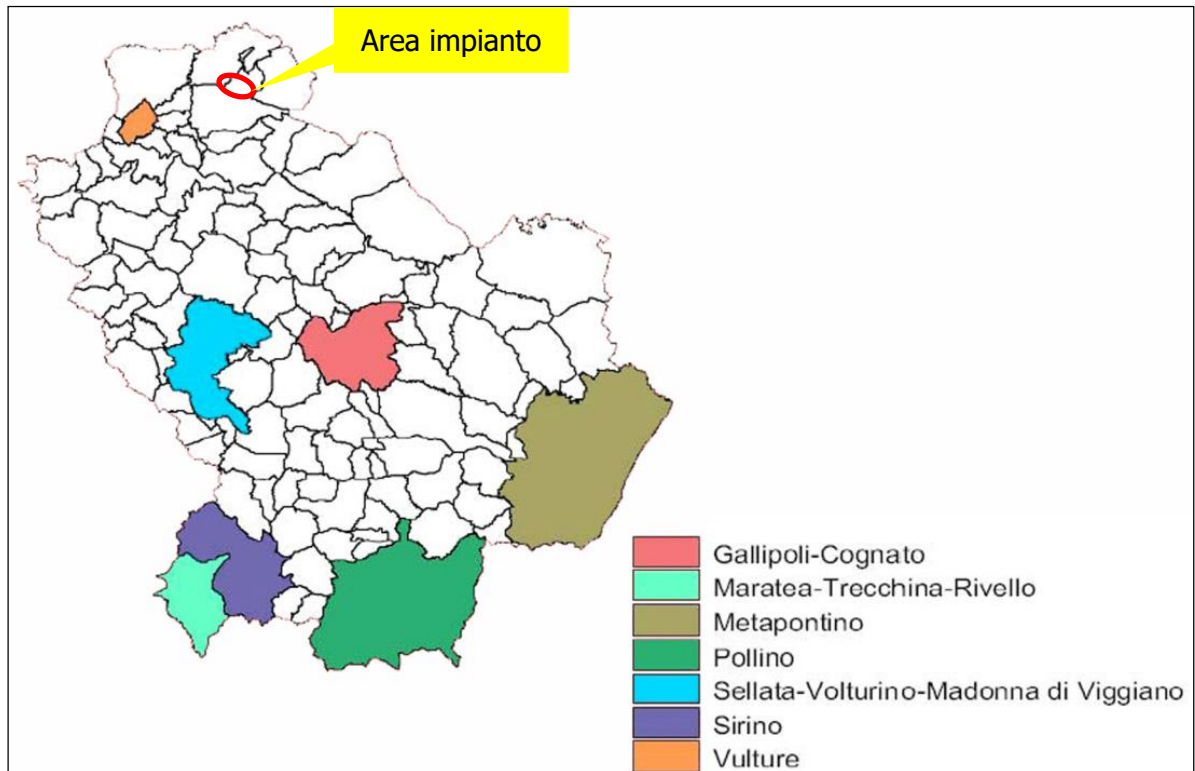 Area impianto
Gallipoli-Cognato
Maratea-Trecchina-Rivello
Metapontino
Pollino
Sellata-Volturino-Madonna di Viggiano
Sirino
Vulture